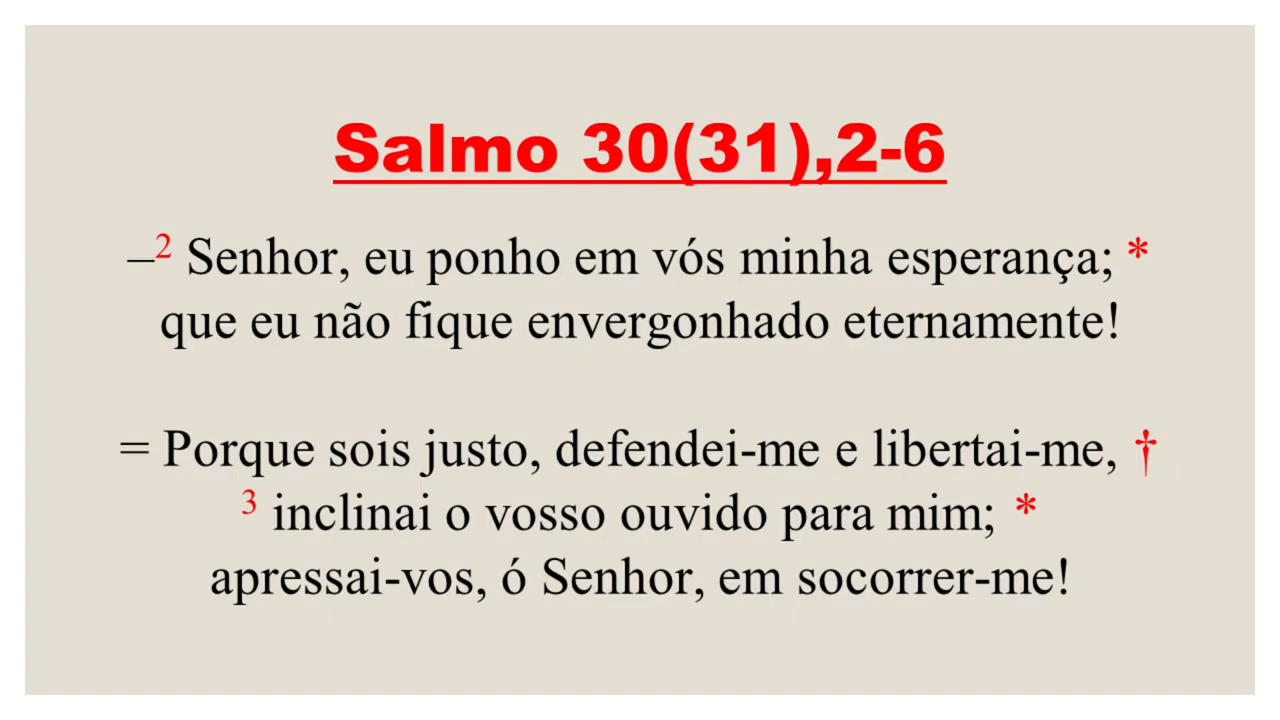 Salmo 30(31),2-6
–² Senhor, eu ponho em vós minha esperança; *
que eu não fique envergonhado eternamente!
= Porque sois justo, defendei-me e libertai-me, †
³ inclinai o vosso ouvido para mim; *
apressai-vos, ó Senhor, em socorrer-me!